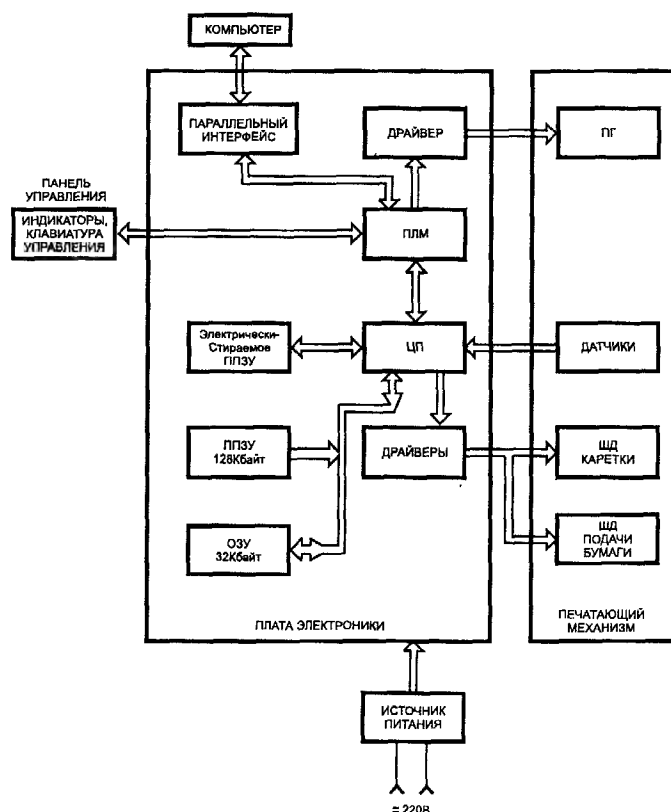 КОМПЬЮТЕР
ПАРАЛЛЕЛЬНЫЙ
ИНТЕРФЕЙС
ДРАЙВЕР
ПГ
ПАНЕЛЬ
УПРАВЛЕНИЯ
ИНДИКАТОРЫ,
КЛАВИАТУРА
УПРАВЛЕНИЯ
ПЛМ
Электрически-
Стираемое
ППЗУ
ЦП
ДАТЧИКИ
ППЗУ
128Кбайт
ДРАЙВЕРЫ
ШД
КАРЕТКИ
ОЗУ
32Кбайт
ШД
ПОДАЧИ
БУМАГИ
ПЛАТА ЭЛЕКТРОНИКИ
ПЕЧАТАЮЩИЙ
МЕХАНИЗМ
ИСТОЧНИК
ПИТАНИЯ
≈ 220В